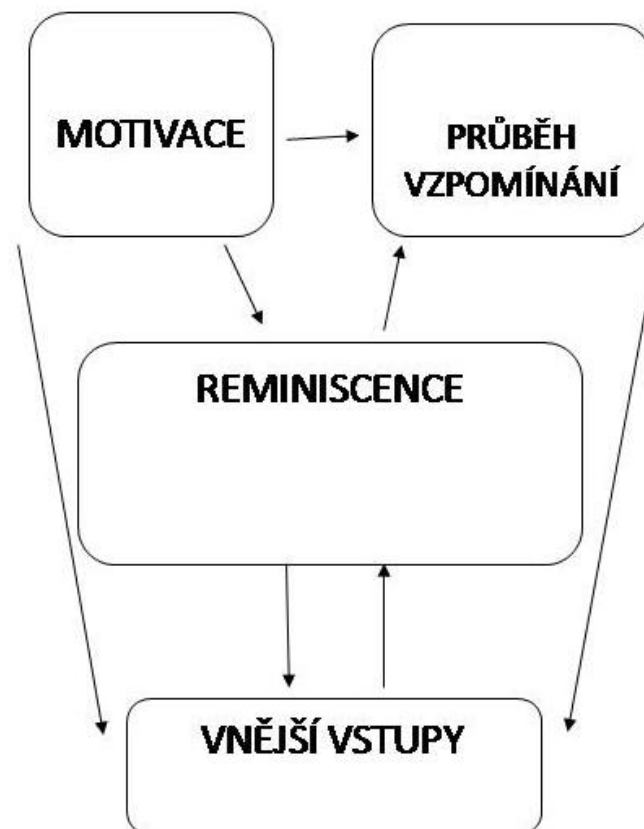 MOTIVACE
PRŮBĚH
VZPOMÍNÁNÍ
REMINISCENCE
VNĚJŠÍ VSTUPY